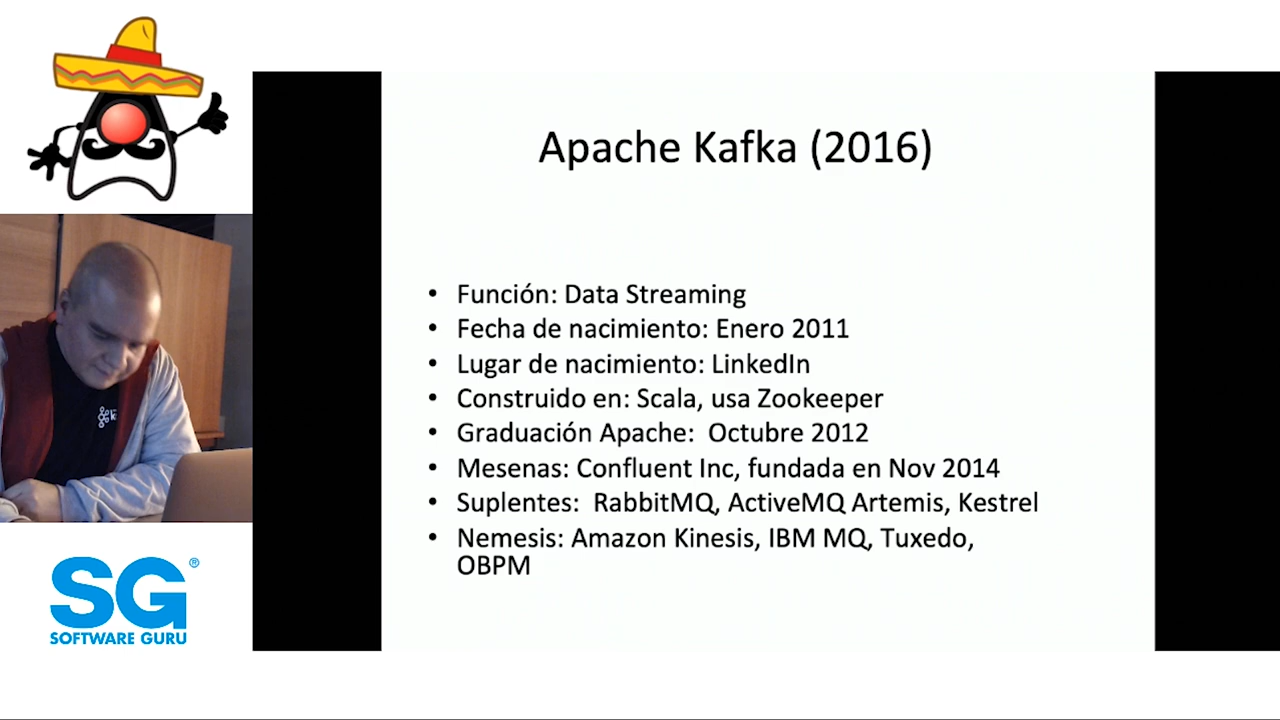 Apache Kafka (2016)
• Función: Data Streaming
• Fecha de nacimiento: Enero 2011
• Lugar de nacimiento: LinkedIn
• Construido en: Scala, usa Zookeeper
• Graduación Apache: Octubre 2012
• Mesenas: Confluent Inc, fundada en Nov 2014
• Suplentes: RabbitMQ, ActiveMQ Artemis, Kestrel
• Nemesis: Amazon Kinesis, IBM MQ, Tuxedo,
OBPM
SG®
SOFTWARE GURU